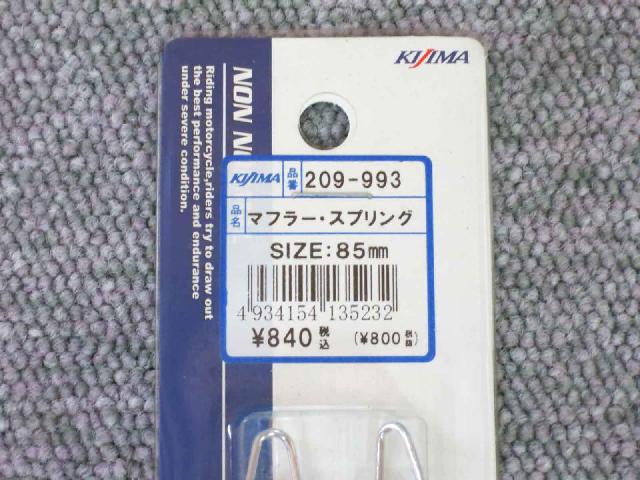 KIJIMA
NON N
Riding motorcycle,riders try to draw out
the best performance and endurance
under severe condition.
KIJIMA 品番 209-993
品名 マフラー・スプリング
SIZE:85mm
4 934154 135232
¥840 税込 (¥800 税抜)